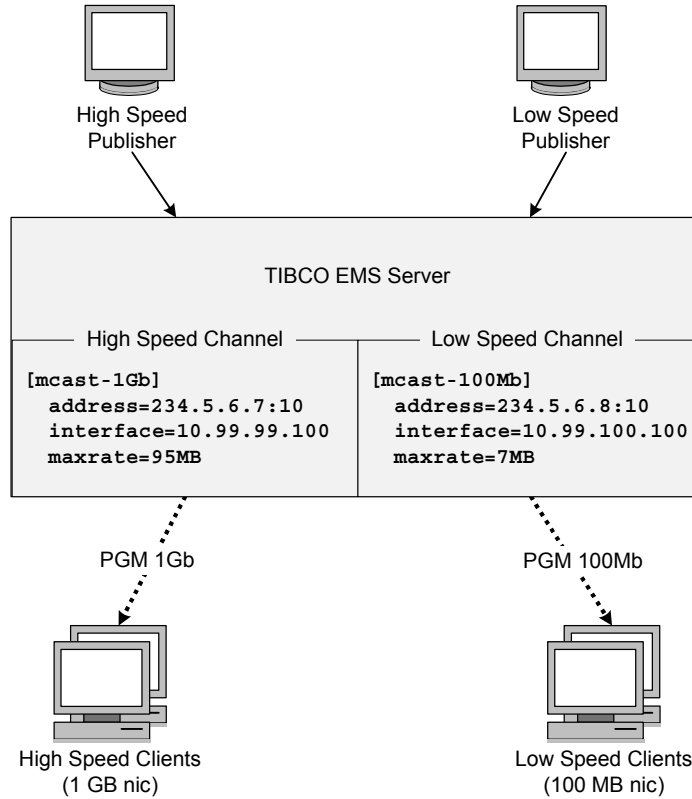 High Speed
Publisher
Low Speed
Publisher
TIBCO EMS Server
High Speed Channel
[mcast-1Gb]
address=234.5.6.7:10
interface=10.99.99.100
maxrate=95MB
Low Speed Channel
[mcast-100Mb]
address=234.5.6.8:10
interface=10.99.100.100
maxrate=7MB
PGM 1Gb
PGM 100Mb
High Speed Clients
(1 GB nic)
Low Speed Clients
(100 MB nic)